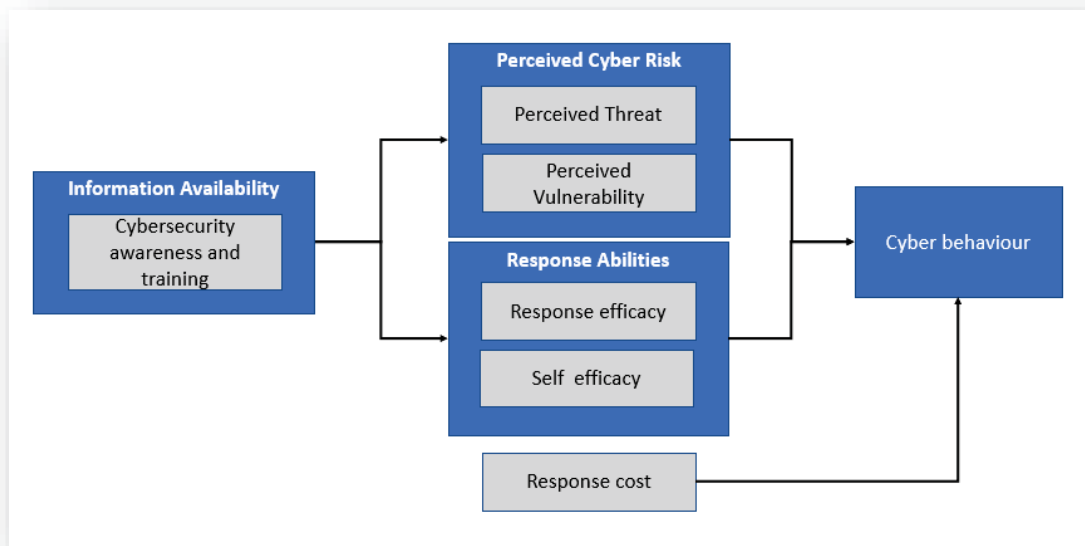 Information Availability
Cybersecurity
awareness and
training
Perceived Cyber Risk
Perceived Threat
Perceived
Vulnerability
Response Abilities
Response efficacy
Self efficacy
Response cost
Cyber behaviour